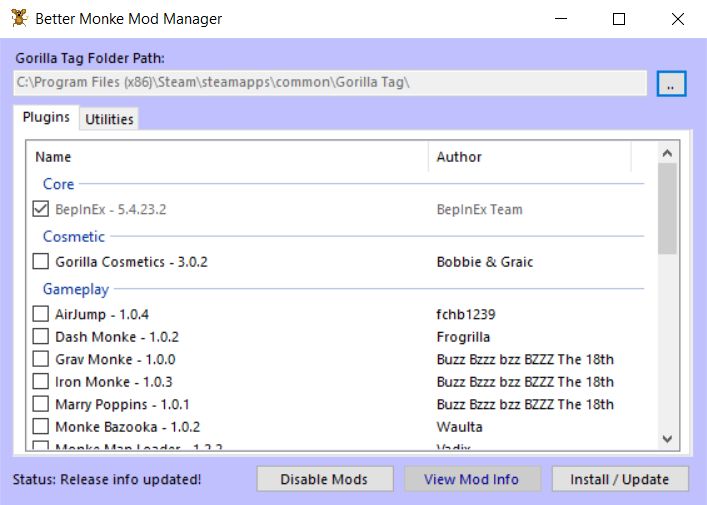 Better Monke Mod Manager
Gorilla Tag Folder Path:
C:\Program Files (x86)\Steam\steamapps\common\Gorilla Tag\
..
Plugins Utilities
Name Author
Core
BepInEx - 5.4.23.2 BepInEx Team
Cosmetic
Gorilla Cosmetics - 3.0.2 Bobbie & Graic
Gameplay
AirJump - 1.0.4 fchb1239
Dash Monke - 1.0.2 Frogrilla
Grav Monke - 1.0.0 Buzz Bzzz bzz BZZZ The 18th
Iron Monke - 1.0.3 Buzz Bzzz bzz BZZZ The 18th
Marry Poppins - 1.0.1 Buzz Bzzz bzz BZZZ The 18th
Monke Bazooka - 1.0.2 Waulta
Monke Map Loader - 1.2.2 Vadix
Status: Release info updated! Disable Mods View Mod Info Install / Update